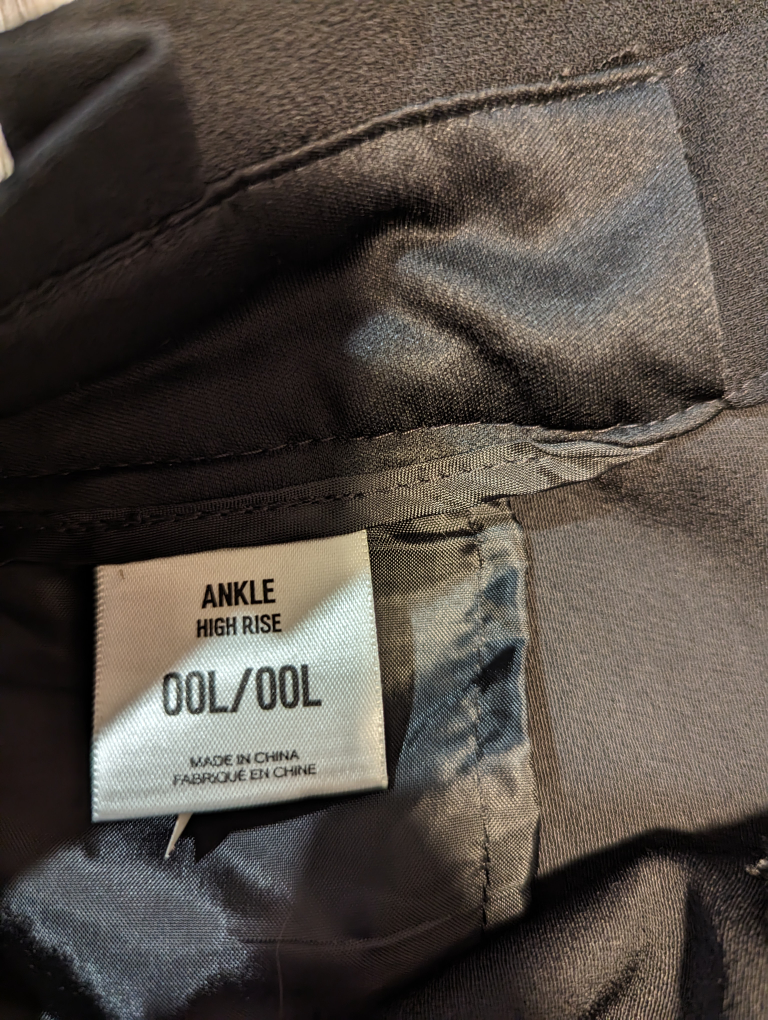 ANKLE
HIGH RISE
00L/00L
MADE IN CHINA
FABRIQUÉ EN CHINE